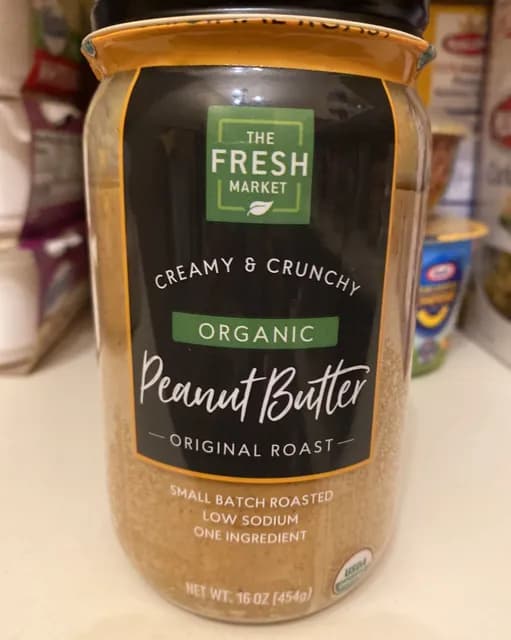 THE
FRESH
MARKET
CREAMY & CRUNCHY
ORGANIC
Peanut Butter
ORIGINAL ROAST
SMALL BATCH ROASTED
LOW SODIUM
ONE INGREDIENT
NET WT. 16 OZ (454g)
USDA
Kraft